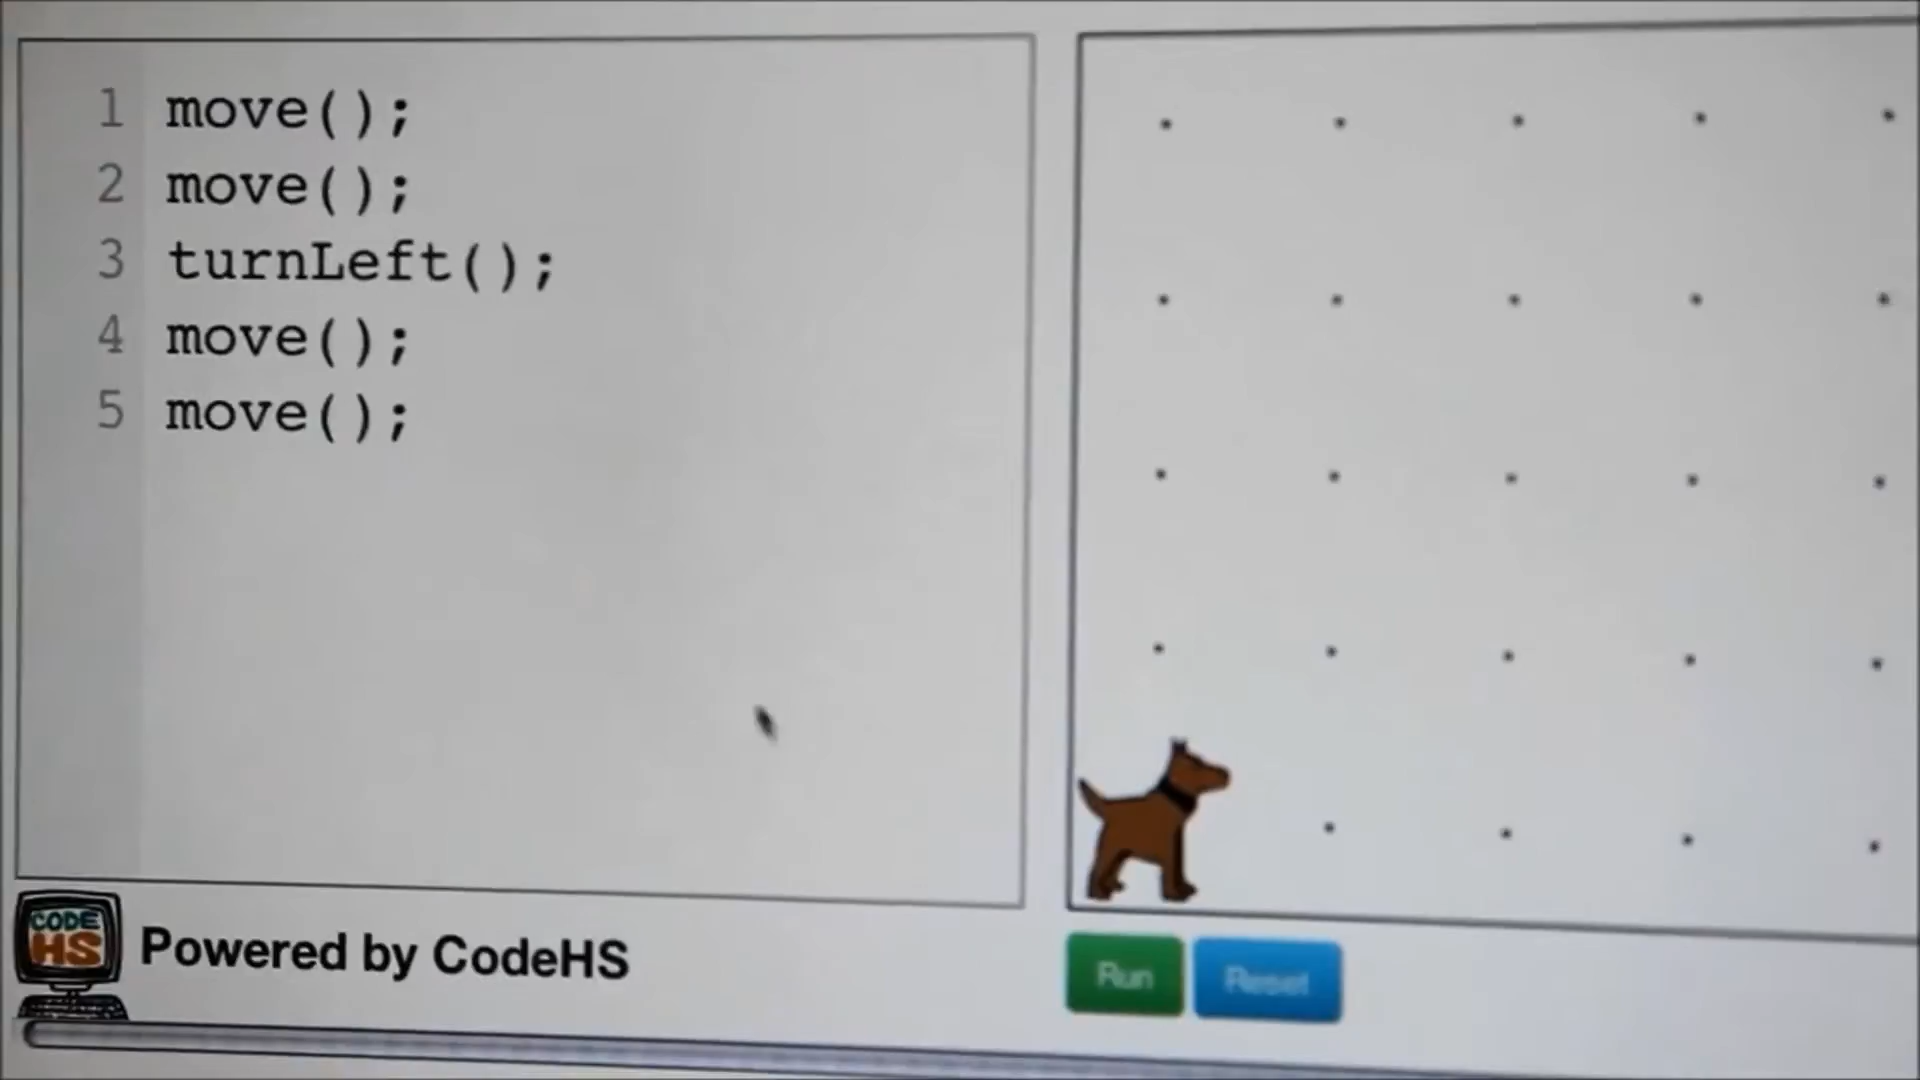 1 move();
2 move();
3 turnLeft();
4 move();
5 move();
CODE
HS
Powered by CodeHS
Run
Reset